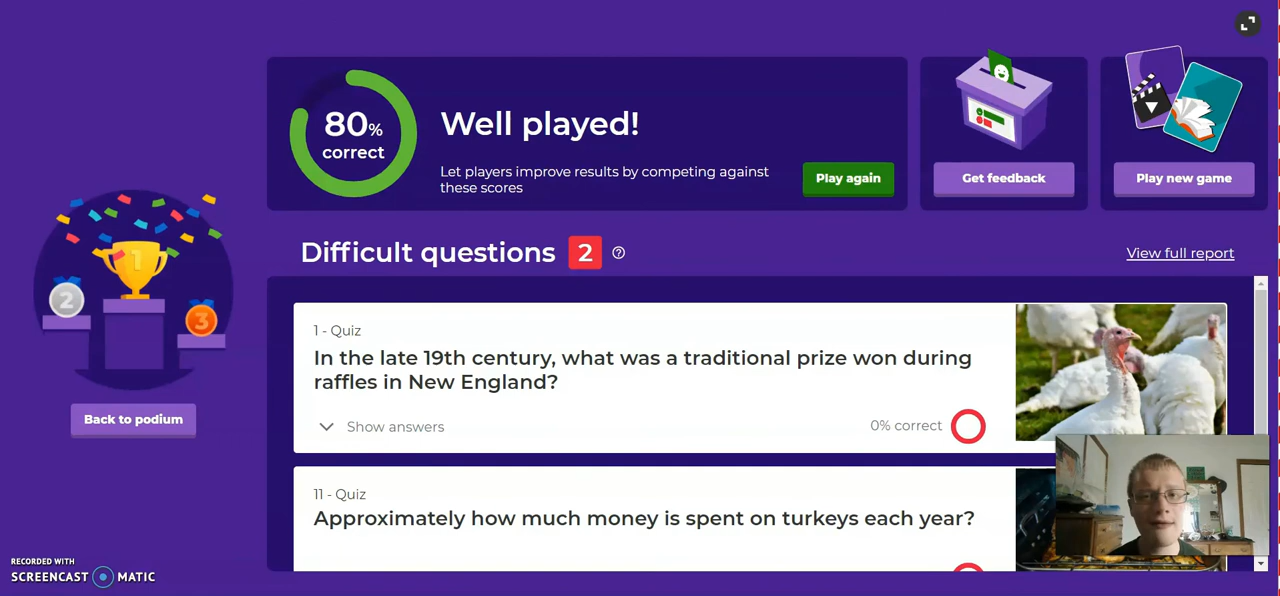 80%
correct
Well played!
Let players improve results by competing against
these scores
Play again
Get feedback
Play new game
Difficult questions 2 ?
View full report
1
2
3
Back to podium
1 - Quiz
In the late 19th century, what was a traditional prize won during
raffles in New England?
Show answers
0% correct
11 - Quiz
Approximately how much money is spent on turkeys each year?
RECORDED WITH
SCREENCAST MATIC